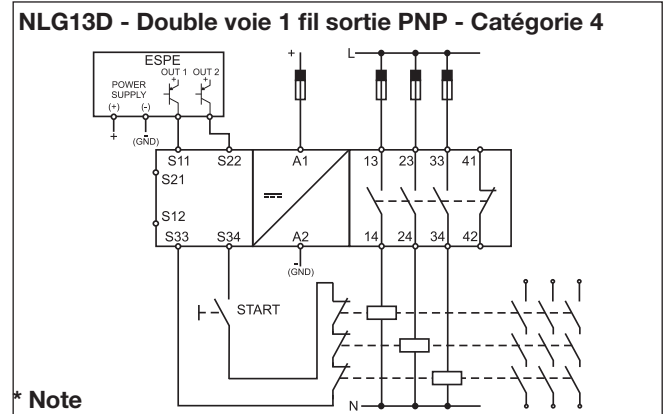 NLG13D - Double voie 1 fil sortie PNP - Catégorie 4
ESPE
OUT 1 OUT 2
+ +
POWER
SUPPLY
(+) (-)
+ -
(GND)
+
L
S11 S22 A1 13 23 33 41
S21
S12
S33 S34 A2 14 24 34 42
-
(GND)
START
N
* Note